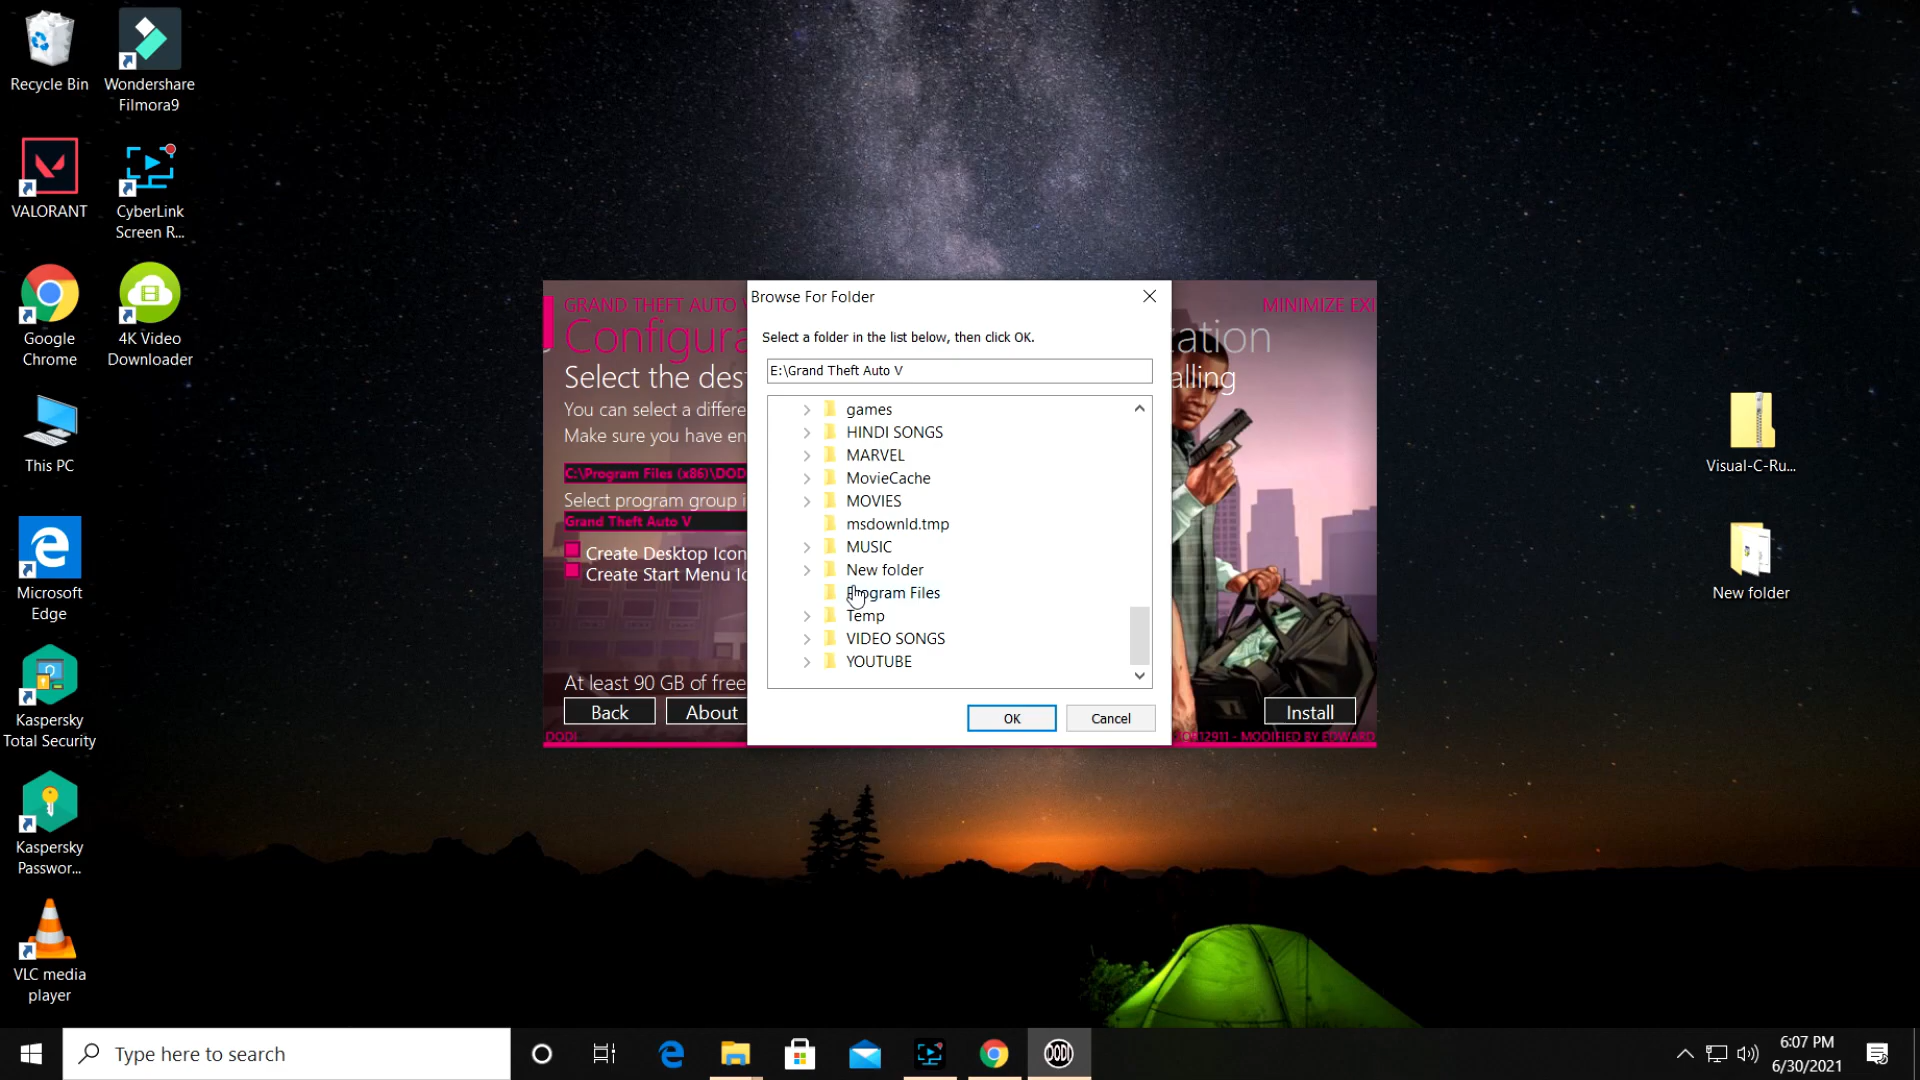 Recycle Bin
Wondershare
Filmora9
VALORANT
CyberLink
Screen R...
Google
Chrome
4K Video
Downloader
This PC
Microsoft
Edge
Kaspersky
Total Security
Kaspersky
Passwor...
VLC media
player
GRAND THEFT AUTO
MINIMIZE EXI
Configura
ration
Select the des
alling
You can select a differe
Make sure you have en
C:\Program Files (x86)\DOD
Select program group i
Grand Theft Auto V
Create Desktop Icon
Create Start Menu Ic
At least 90 GB of free
Back
About
Install
DODI
12911 - MODIFIED BY EDWARD
Browse For Folder
Select a folder in the list below, then click OK.
E:\Grand Theft Auto V
games
HINDI SONGS
MARVEL
MovieCache
MOVIES
msdownld.tmp
MUSIC
New folder
Program Files
Temp
VIDEO SONGS
YOUTUBE
OK
Cancel
Visual-C-Ru...
New folder
Type here to search
DODI
6:07 PM
6/30/2021